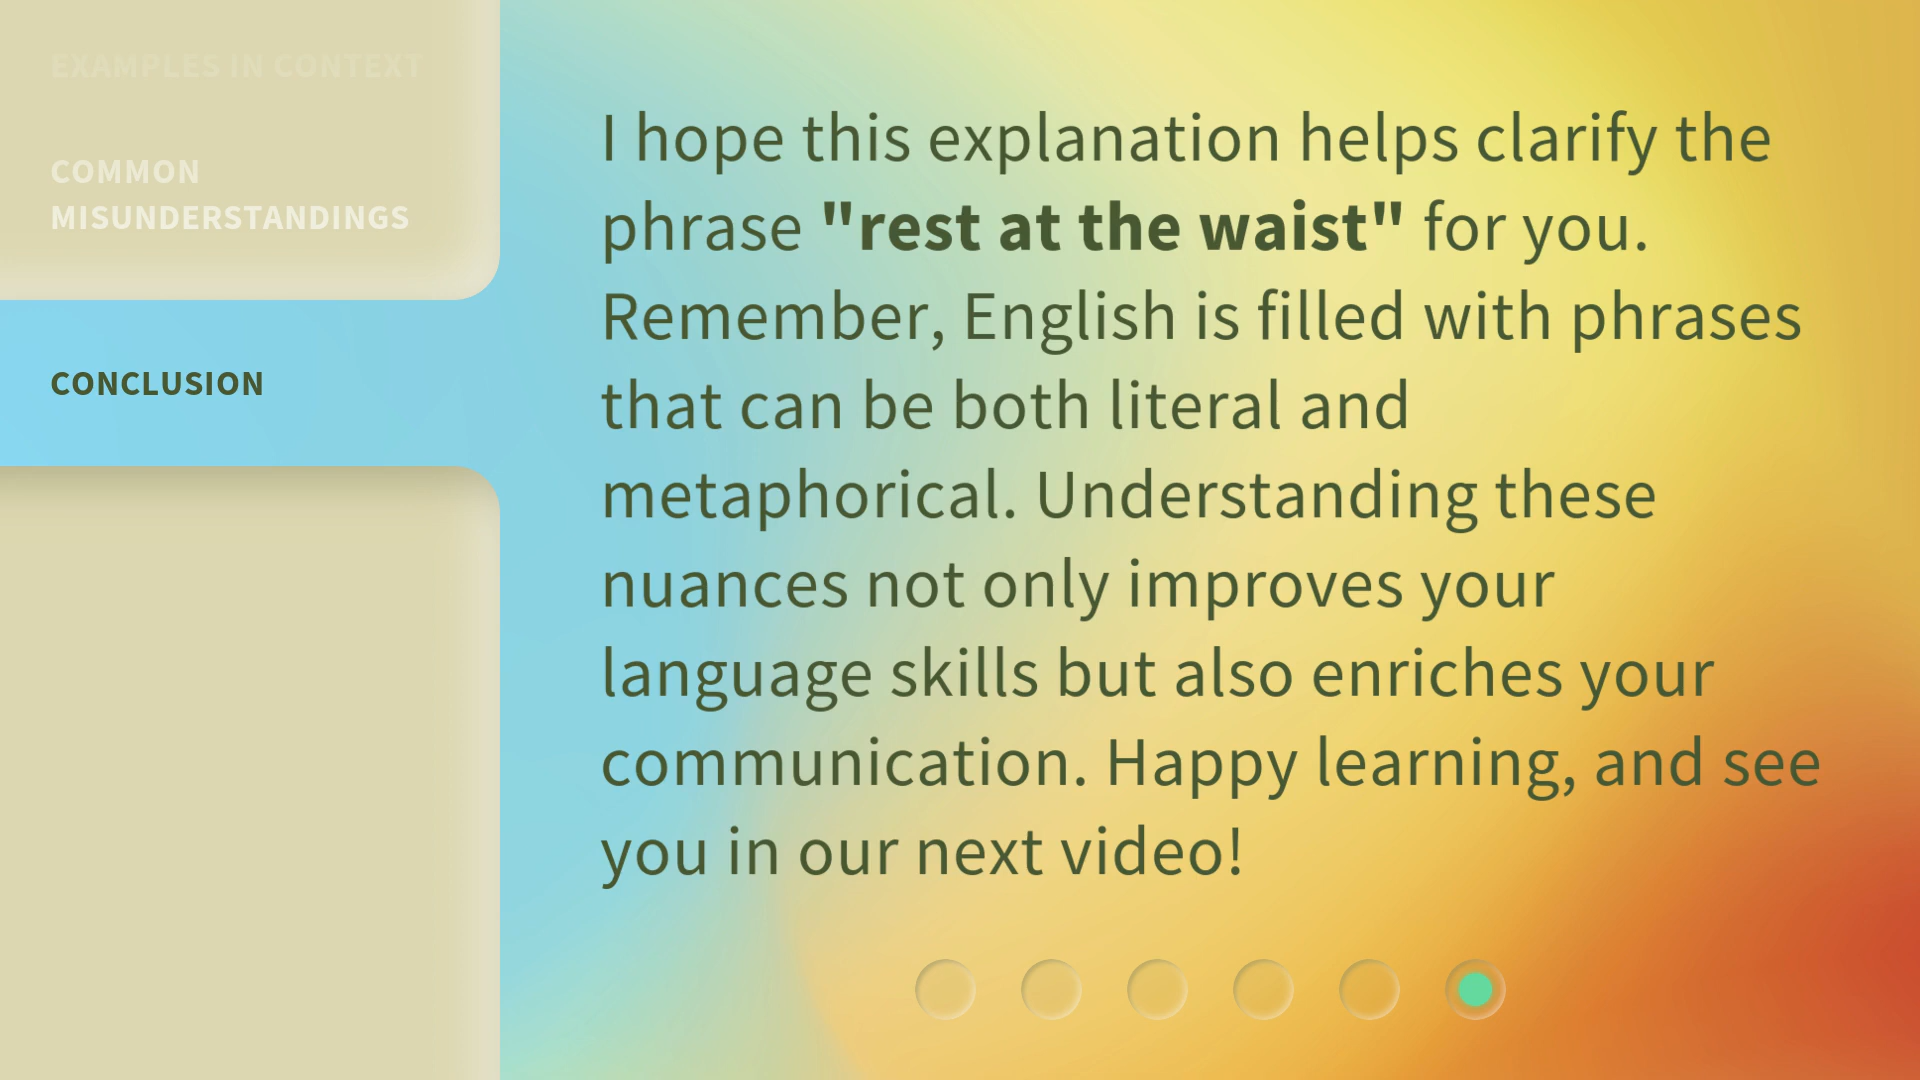 EXAMPLES IN CONTEXT
COMMON
MISUNDERSTANDINGS
CONCLUSION
I hope this explanation helps clarify the
phrase "rest at the waist" for you.
Remember, English is filled with phrases
that can be both literal and
metaphorical. Understanding these
nuances not only improves your
language skills but also enriches your
communication. Happy learning, and see
you in our next video!